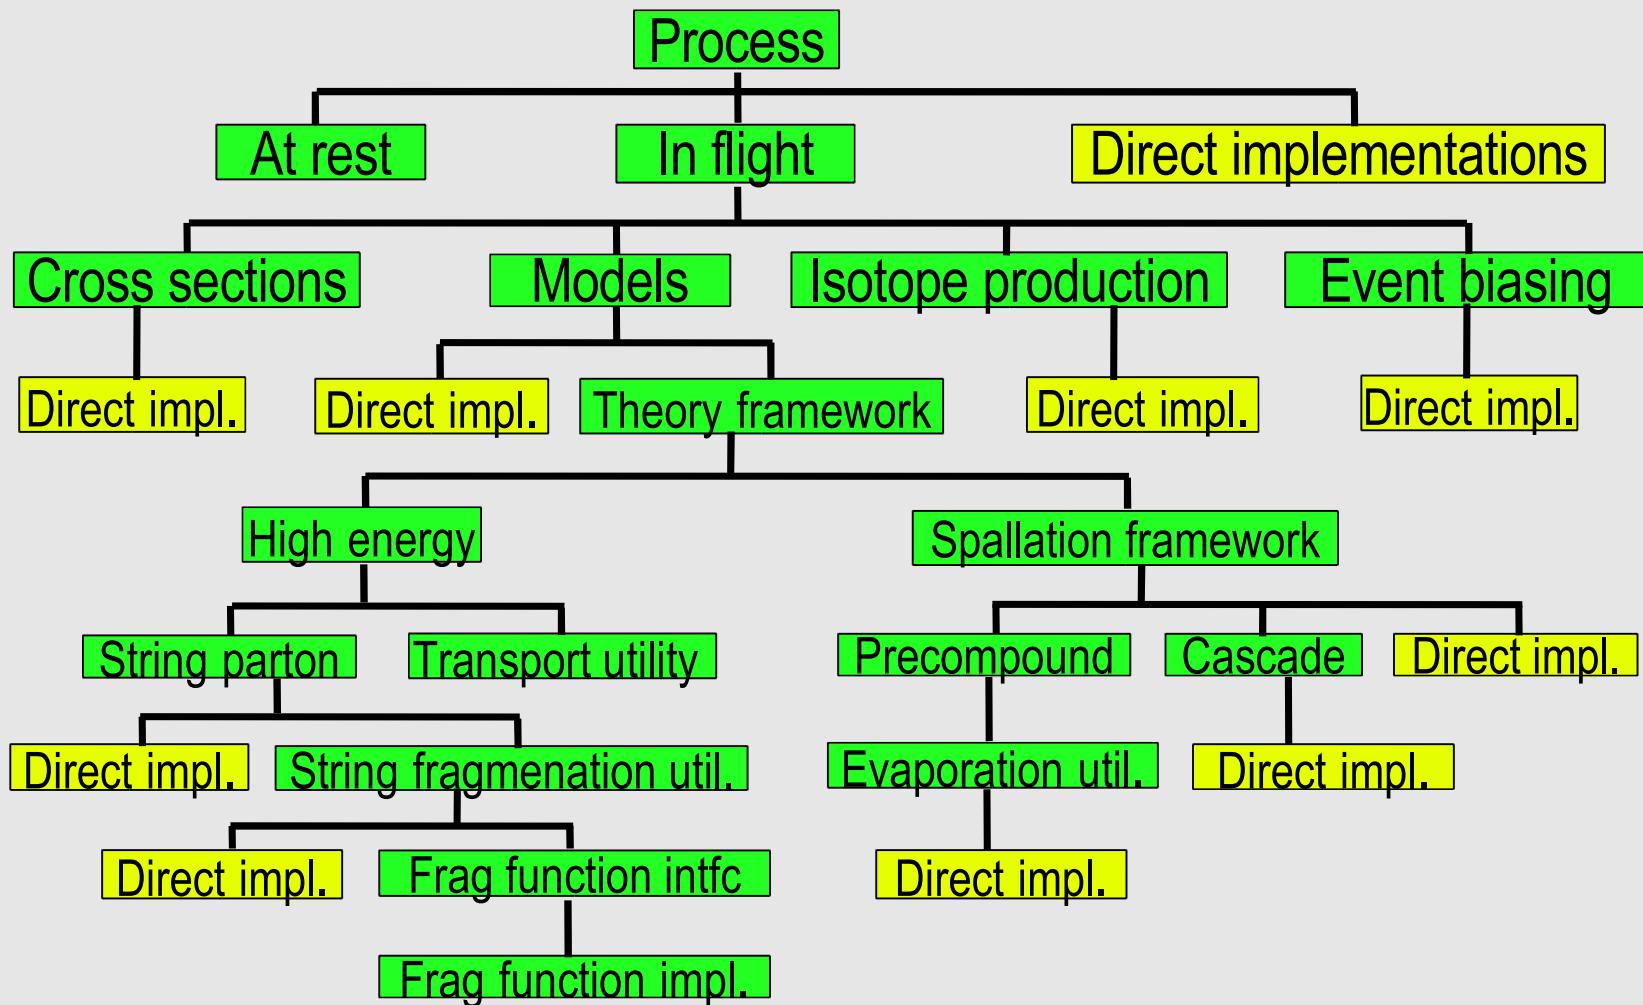 Process
At rest
In flight
Direct implementations
Cross sections
Models
Isotope production
Event biasing
Direct impl.
Direct impl.
Theory framework
Direct impl.
Direct impl.
High energy
Spallation framework
String parton
Transport utility
Precompound
Cascade
Direct impl.
Direct impl.
String fragmenation util.
Evaporation util.
Direct impl.
Direct impl.
Frag function intfc
Direct impl.
Frag function impl.